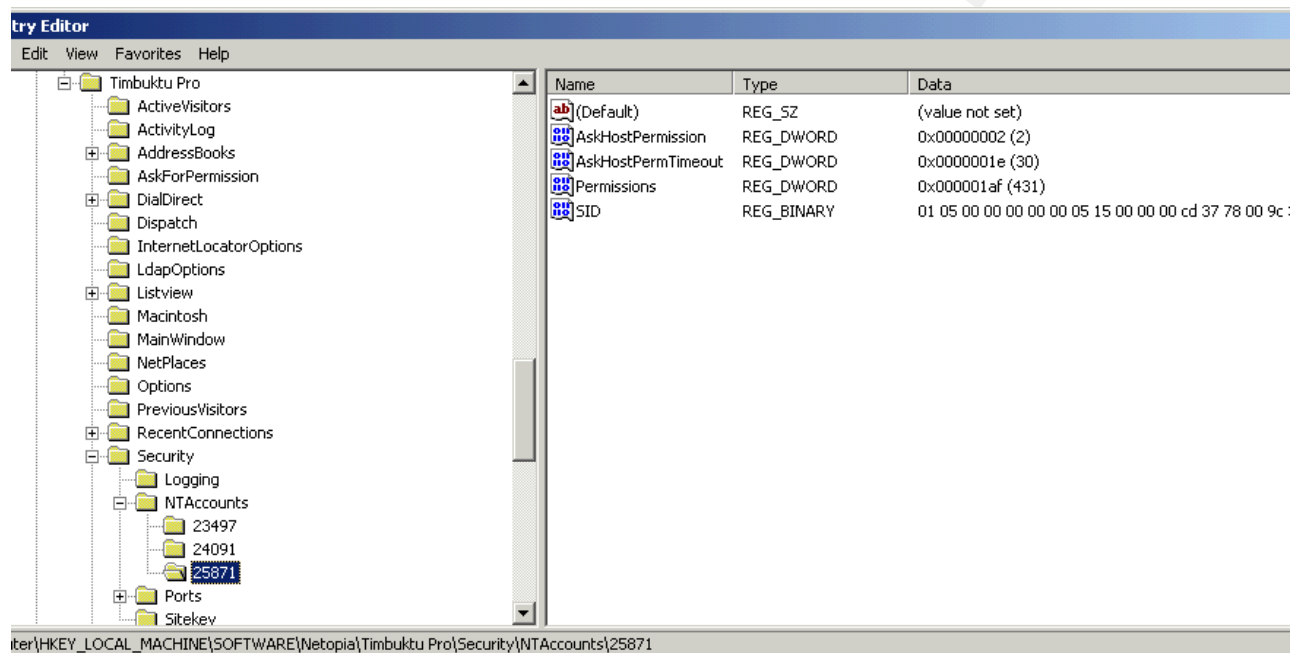 try Editor
Edit View Favorites Help
Timbuktu Pro
ActiveVisitors
ActivityLog
AddressBooks
AskForPermission
DialDirect
Dispatch
InternetLocatorOptions
LdapOptions
Listview
Macintosh
MainWindow
NetPlaces
Options
PreviousVisitors
RecentConnections
Security
Logging
NTAccounts
23497
24091
25871
Ports
Sitekey
Name Type Data
(Default) REG_SZ (value not set)
AskHostPermission REG_DWORD 0x00000002 (2)
AskHostPermTimeout REG_DWORD 0x0000001e (30)
Permissions REG_DWORD 0x000001af (431)
SID REG_BINARY 01 05 00 00 00 00 00 05 15 00 00 00 cd 37 78 00 9c
uter\HKEY_LOCAL_MACHINE\SOFTWARE\Netopia\Timbuktu Pro\Security\NTAccounts\25871